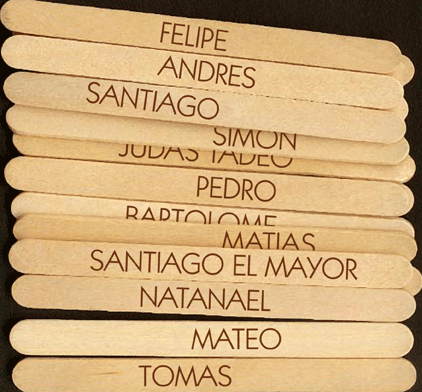 FELIPE
ANDRES
SANTIAGO
SIMON
JUDAS TADEO
PEDRO
BARTOLOME
MATIAS
SANTIAGO EL MAYOR
NATANAEL
MATEO
TOMAS